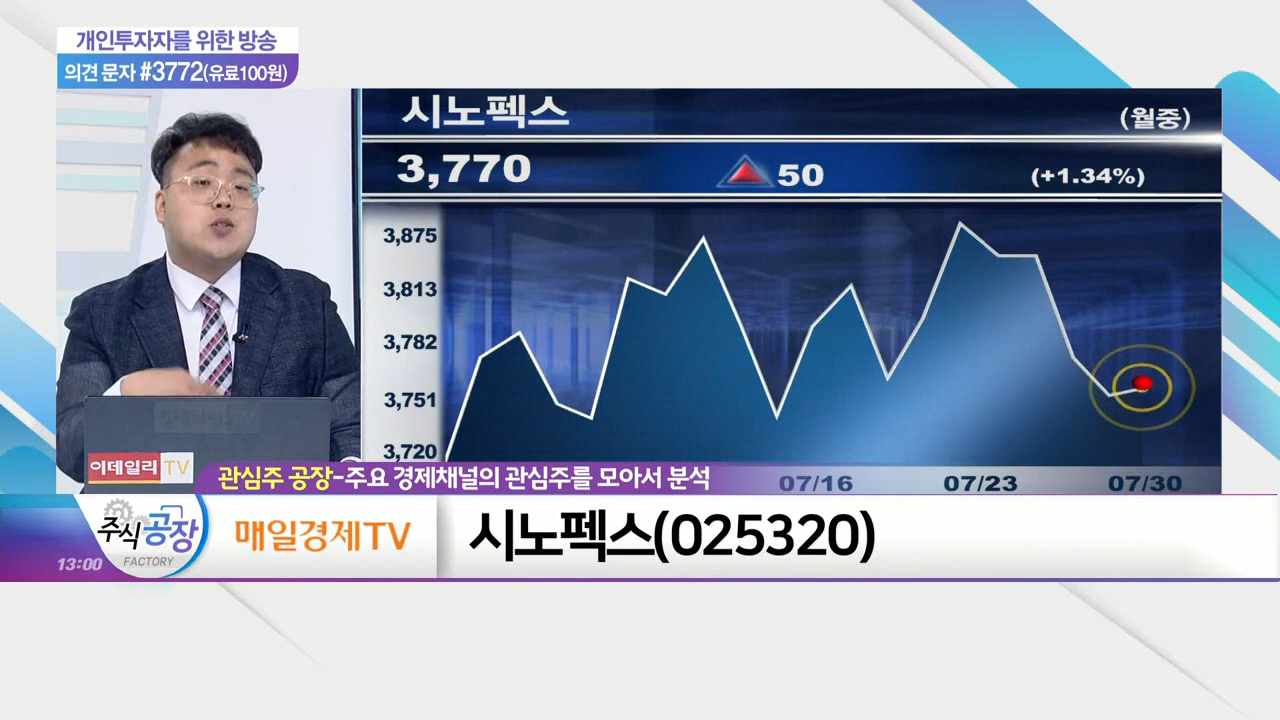 개인투자자를 위한 방송
의견 문자 #3772(유료100원)
시노펙스
(월중)
3,770
50
(+1.34%)
3,875
3,813
3,782
3,751
3,720
07/16
07/23
07/30
이데일리 TV
관심주 공장-주요 경제채널의 관심주를 모아서 분석
주식공장
FACTORY
13:00
매일경제TV
시노펙스(025320)